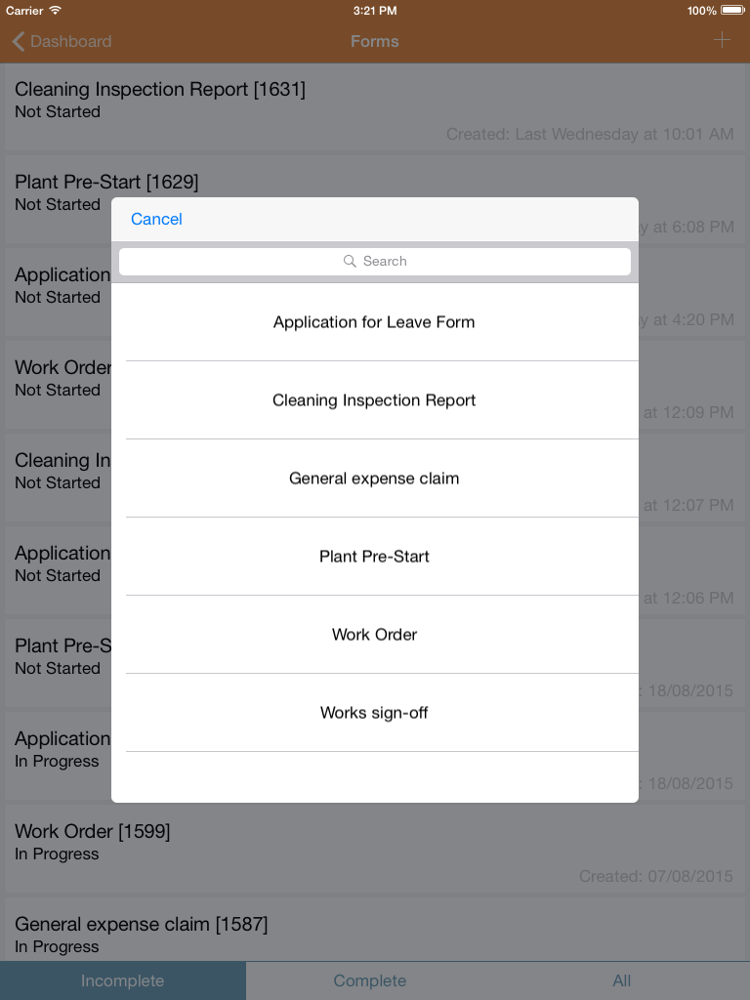 Carrier 3:21 PM 100%
Dashboard Forms
Cleaning Inspection Report [1631]
Not Started
Created: Last Wednesday at 10:01 AM
Plant Pre-Start [1629]
Not Started
at 6:08 PM
Cancel
Search
Application
Not Started
at 4:20 PM
Application for Leave Form
Work Order
Not Started
at 12:09 PM
Cleaning Inspection Report
Cleaning In
Not Started
at 12:07 PM
General expense claim
Application
Not Started
at 12:06 PM
Plant Pre-Start
Plant Pre-S
Not Started
: 18/08/2015
Work Order
Application
In Progress
: 18/08/2015
Works sign-off
Work Order [1599]
In Progress
Created: 07/08/2015
General expense claim [1587]
In Progress
Incomplete Complete All